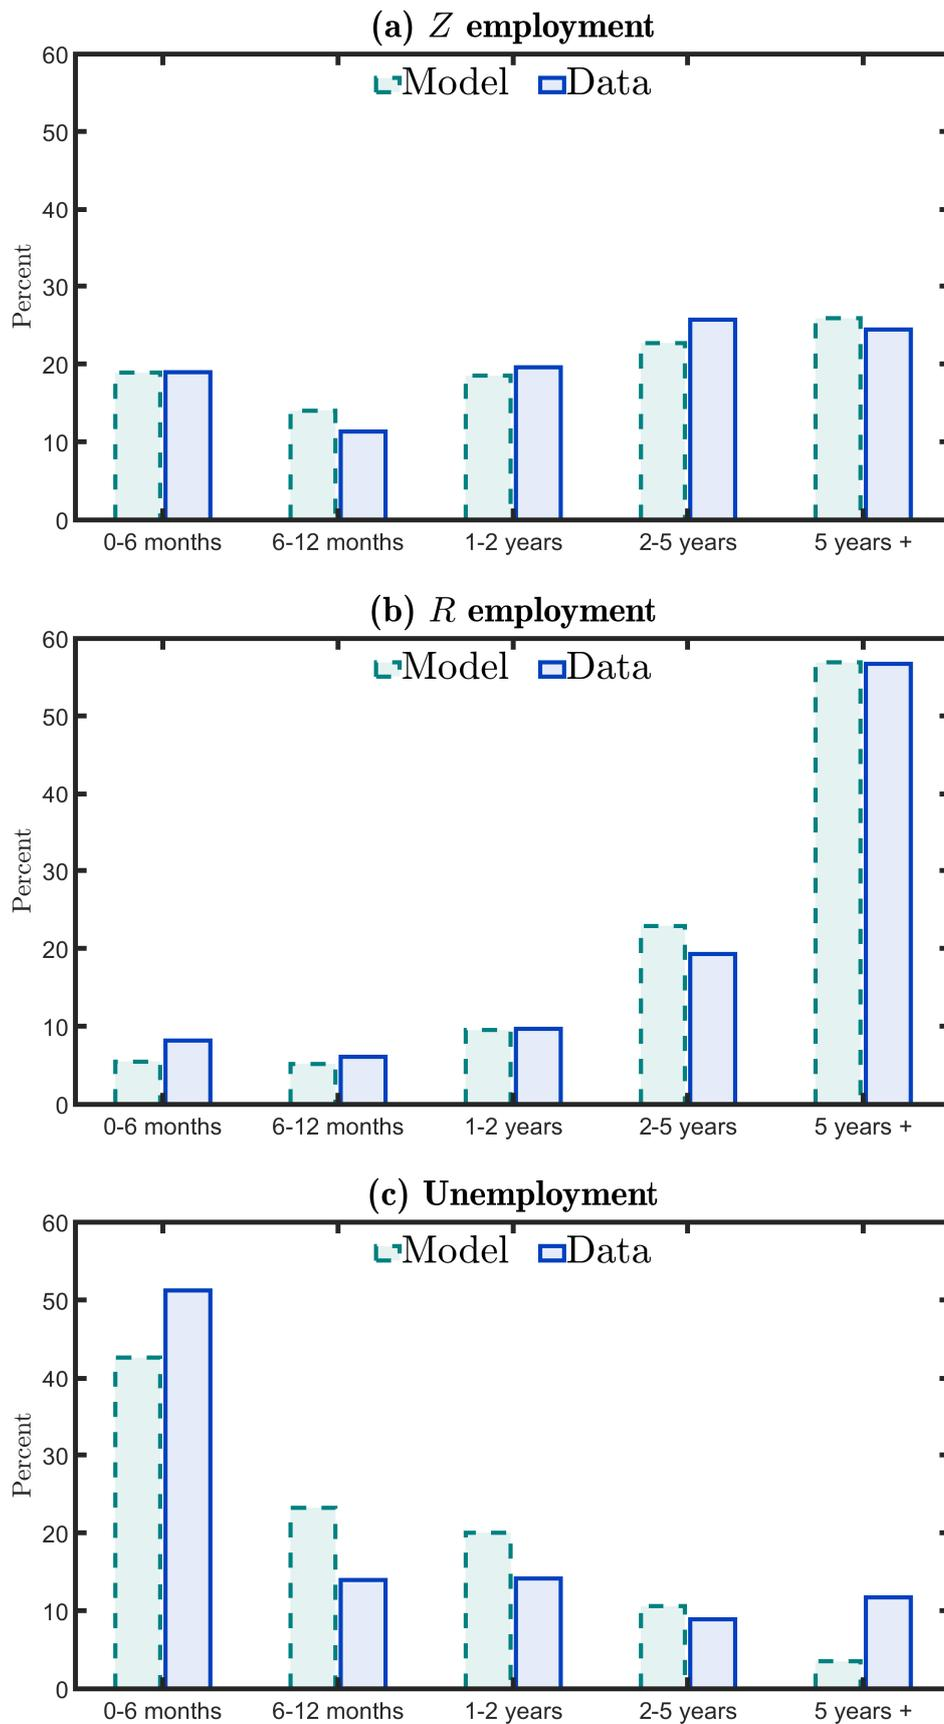 (a) Z employment
Model Data
Percent
60
50
40
30
20
10
0
0-6 months 6-12 months 1-2 years 2-5 years 5 years +
(b) R employment
Model Data
Percent
60
50
40
30
20
10
0
0-6 months 6-12 months 1-2 years 2-5 years 5 years +
(c) Unemployment
Model Data
Percent
60
50
40
30
20
10
0
0-6 months 6-12 months 1-2 years 2-5 years 5 years +